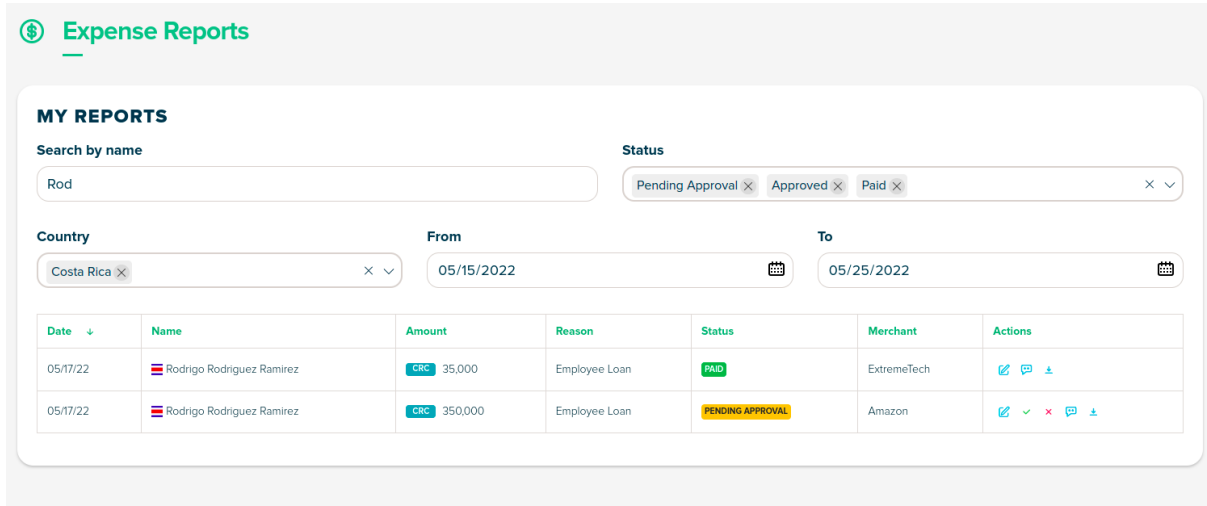 Expense Reports
MY REPORTS
Search by name
Status
Rod
Pending Approval Approved Paid
Country
From
To
Costa Rica
05/15/2022
05/25/2022
Date Name Amount Reason Status Merchant Actions
05/17/22 Rodrigo Rodriguez Ramirez CRC 35,000 Employee Loan PAID ExtremeTech
05/17/22 Rodrigo Rodriguez Ramirez CRC 350,000 Employee Loan PENDING APPROVAL Amazon